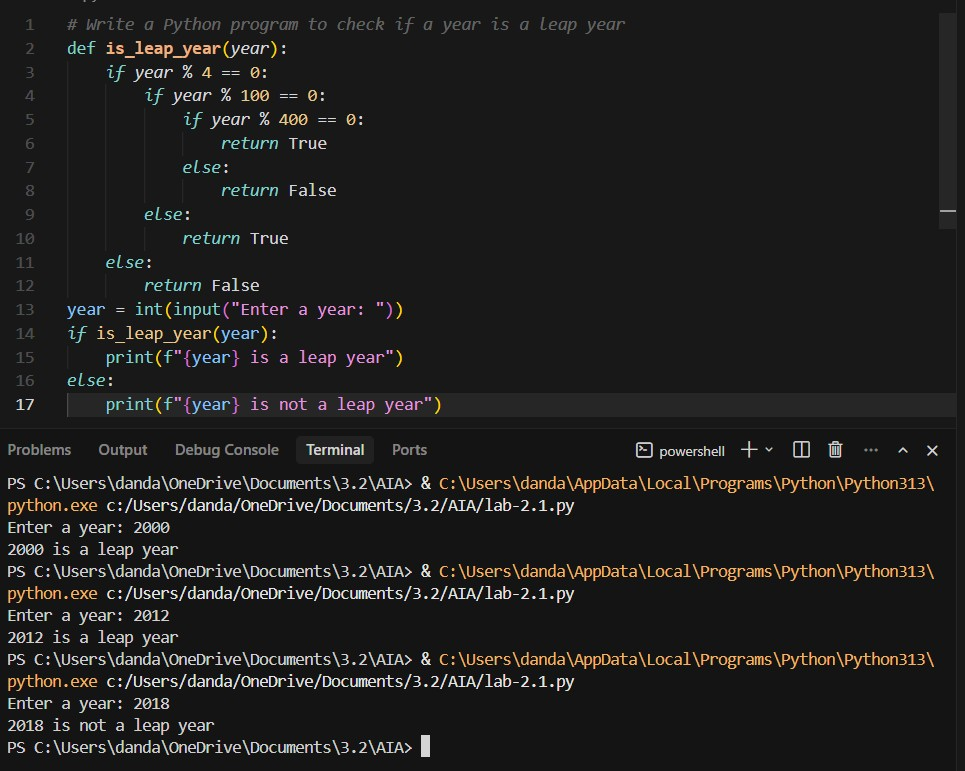 1 # Write a Python program to check if a year is a leap year
2 def is_leap_year(year):
3     if year % 4 == 0:
4         if year % 100 == 0:
5             if year % 400 == 0:
6                 return True
7             else:
8                 return False
9         else:
10             return True
11     else:
12         return False
13 year = int(input("Enter a year: "))
14 if is_leap_year(year):
15     print(f"{year} is a leap year")
16 else:
17     print(f"{year} is not a leap year")
Problems Output Debug Console Terminal Ports powershell
PS C:\Users\danda\OneDrive\Documents\3.2\AIA> & C:\Users\danda\AppData\Local\Programs\Python\Python313\
python.exe c:/Users/danda/OneDrive/Documents/3.2/AIA/lab-2.1.py
Enter a year: 2000
2000 is a leap year
PS C:\Users\danda\OneDrive\Documents\3.2\AIA> & C:\Users\danda\AppData\Local\Programs\Python\Python313\
python.exe c:/Users/danda/OneDrive/Documents/3.2/AIA/lab-2.1.py
Enter a year: 2012
2012 is a leap year
PS C:\Users\danda\OneDrive\Documents\3.2\AIA> & C:\Users\danda\AppData\Local\Programs\Python\Python313\
python.exe c:/Users/danda/OneDrive/Documents/3.2/AIA/lab-2.1.py
Enter a year: 2018
2018 is not a leap year
PS C:\Users\danda\OneDrive\Documents\3.2\AIA>